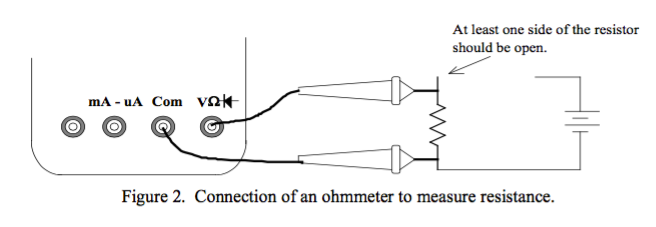 At least one side of the resistor
should be open.
mA - uA Com VΩ
Figure 2. Connection of an ohmmeter to measure resistance.